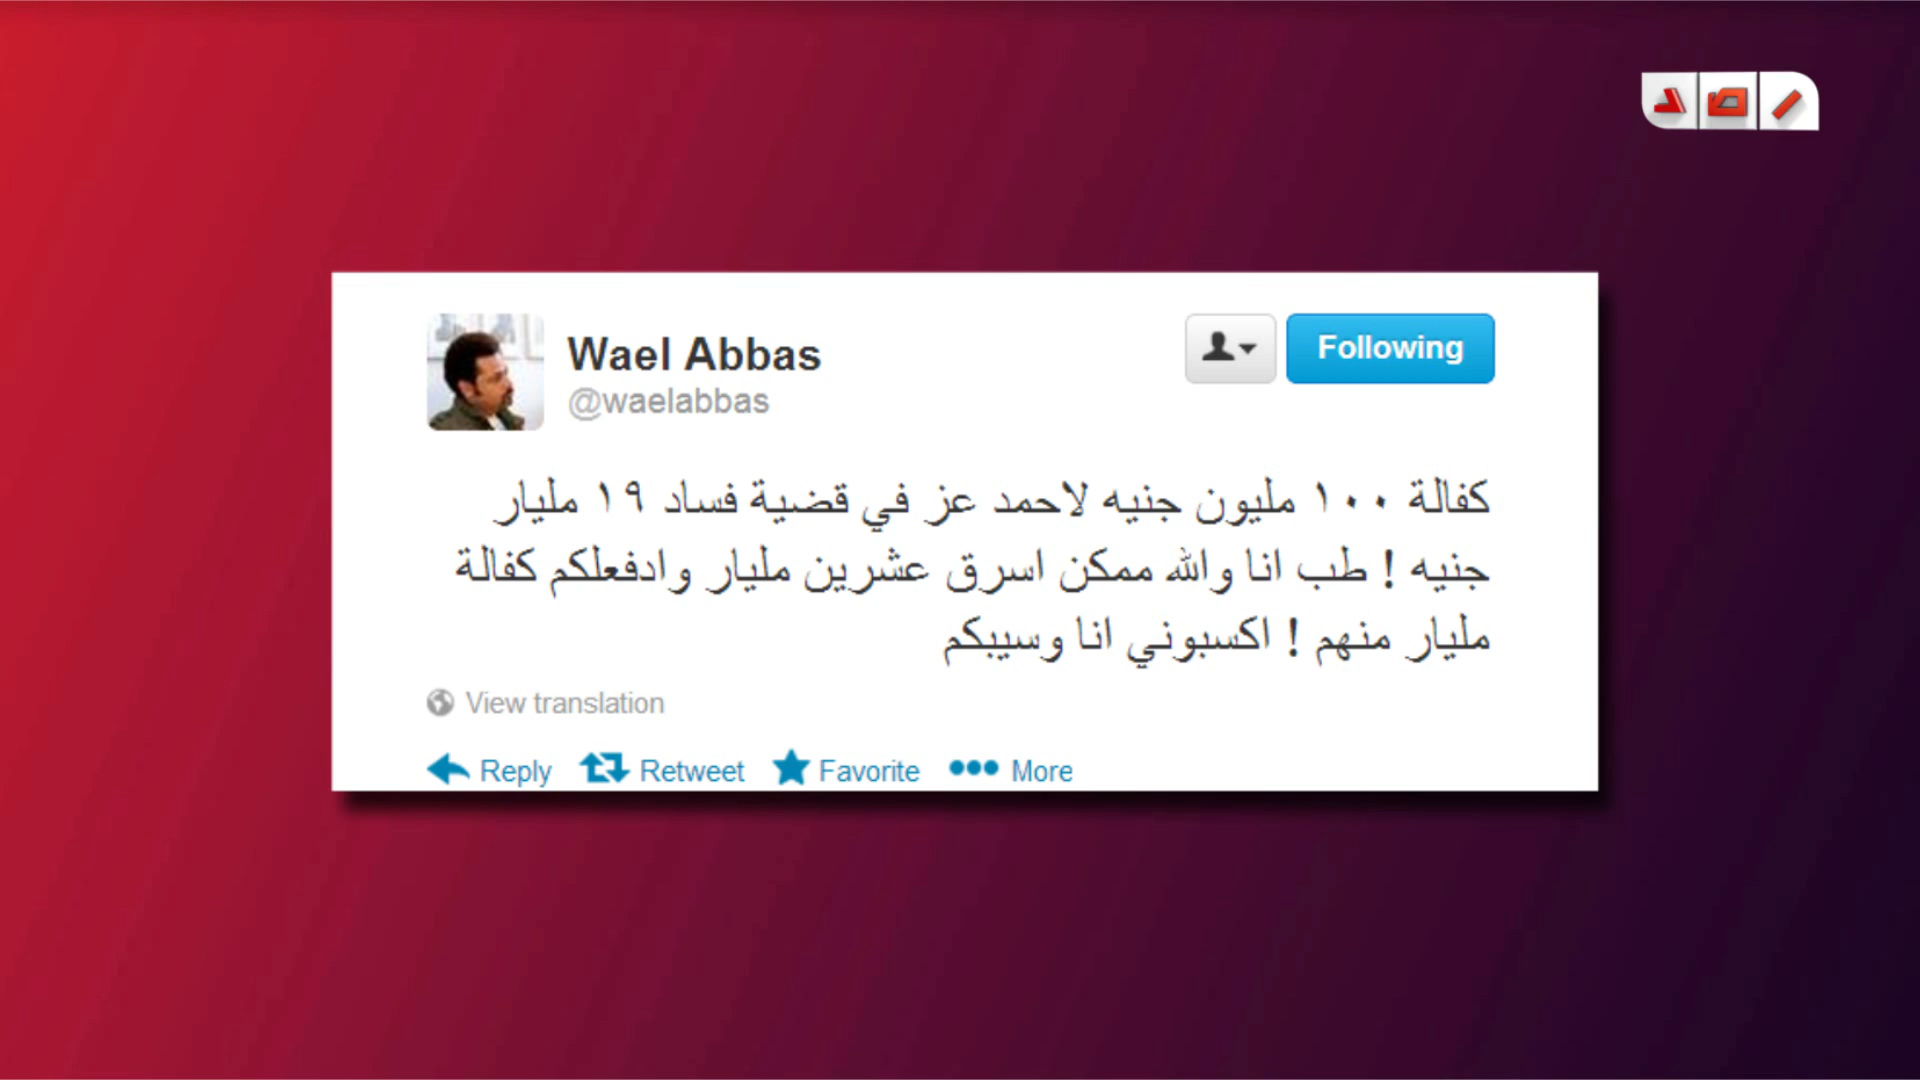 رصد
Wael Abbas
@waelabbas
Following
كفالة ١٠٠ مليون جنيه لاحمد عز في قضية فساد ١٩ مليار
جنيه ! طب انا والله ممكن اسرق عشرين مليار وادفعلكم كفالة
مليار منهم ! اكسبوني انا وسيبكم
View translation
Reply Retweet Favorite More